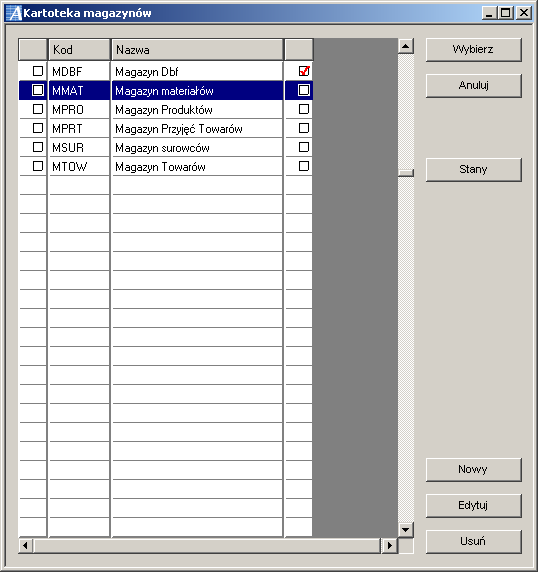 Kartoteka magazynów
Kod Nazwa
MDBF Magazyn Dbf
MMAT Magazyn materiałów
MPRO Magazyn Produktów
MPRT Magazyn Przyjęć Towarów
MSUR Magazyn surowców
MTOW Magazyn Towarów
Wybierz
Anuluj
Stany
Nowy
Edytuj
Usuń